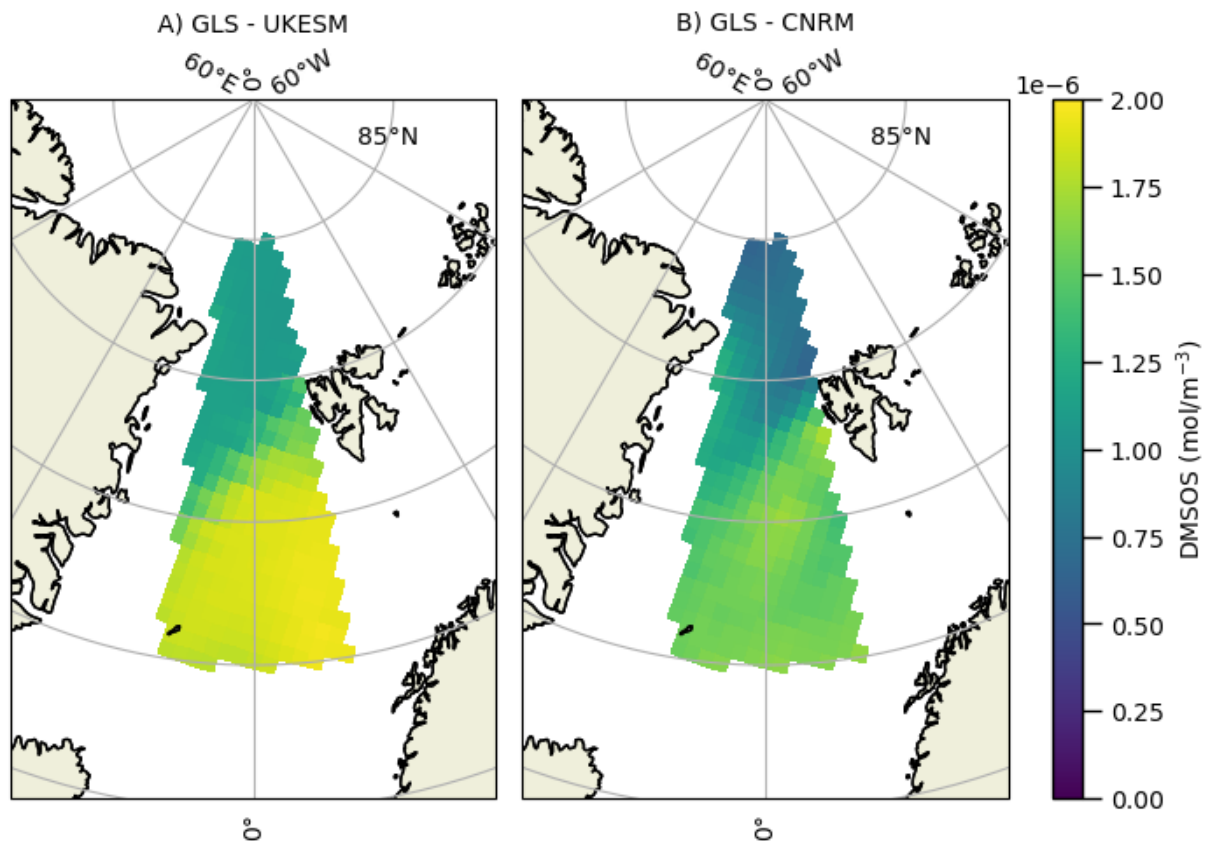 A) GLS - UKESM
B) GLS - CNRM
60°E
0°
60°W
60°E
0°
60°W
1e−6
85°N
85°N
2.00
1.75
1.50
1.25
1.00
0.75
0.50
0.25
0.00
DMSOS (mol/m⁻³)
0°
0°